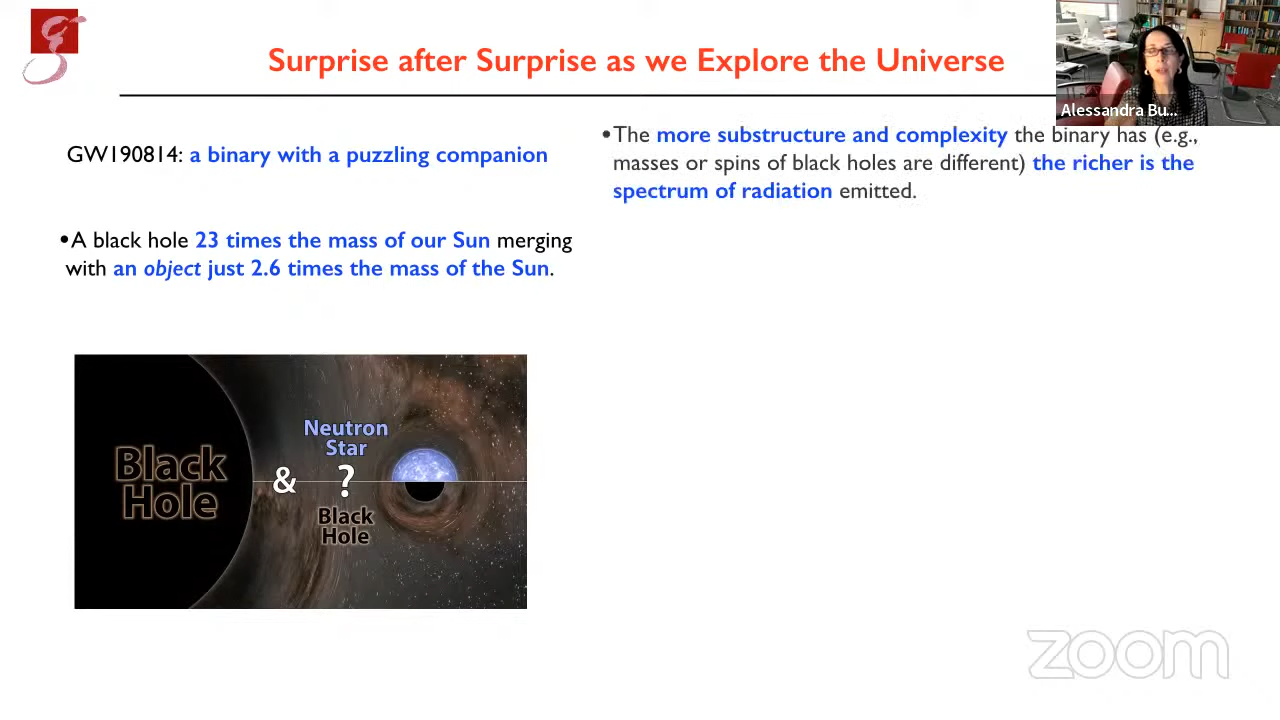 Surprise after Surprise as we Explore the Universe
Alessandra Bu...
GW190814: a binary with a puzzling companion
•A black hole 23 times the mass of our Sun merging
with an object just 2.6 times the mass of the Sun.
•The more substructure and complexity the binary has (e.g.,
masses or spins of black holes are different) the richer is the
spectrum of radiation emitted.
Black
Hole
&
Neutron
Star
?
Black
Hole
zoom